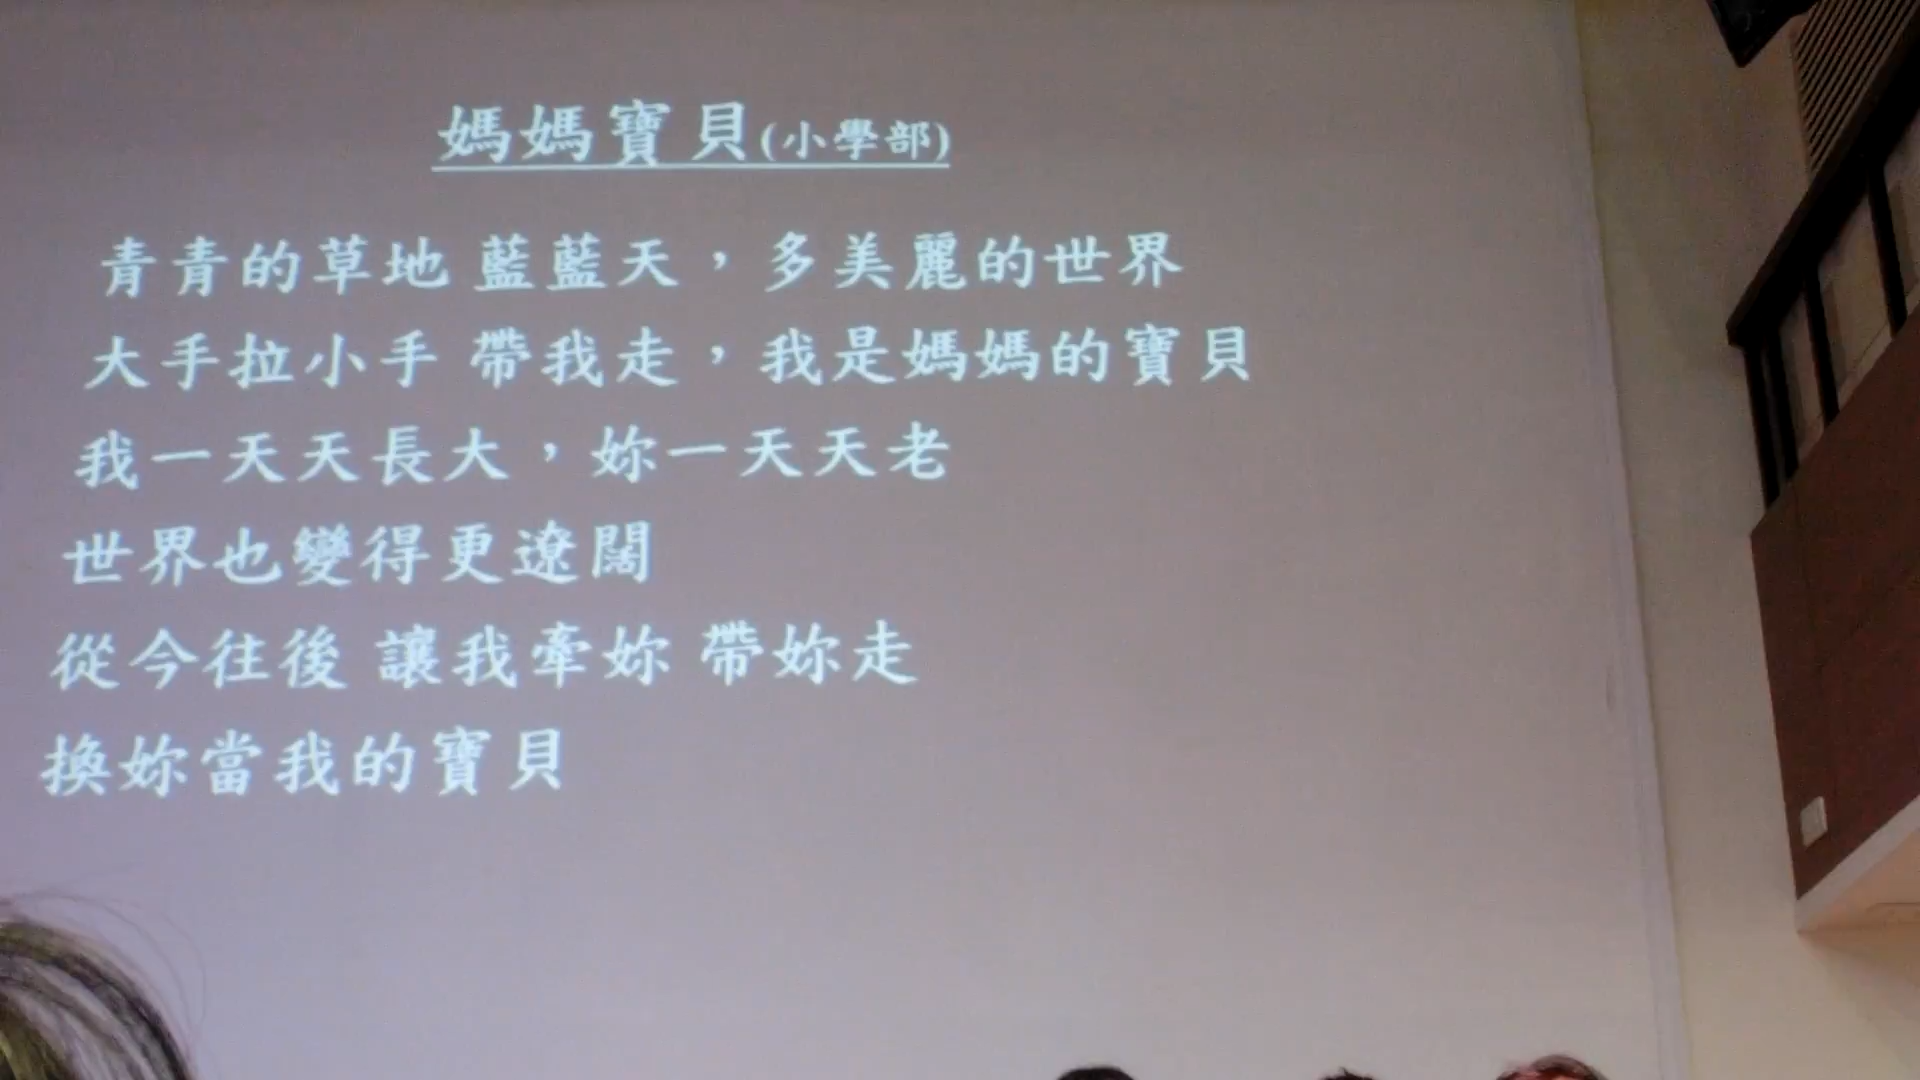 媽媽寶貝(小學部)
青青的草地 藍藍天，多美麗的世界
大手拉小手 帶我走，我是媽媽的寶貝
我一天天長大，妳一天天老
世界也變得更遼闊
從今往後 讓我牽妳 帶妳走
換妳當我的寶貝